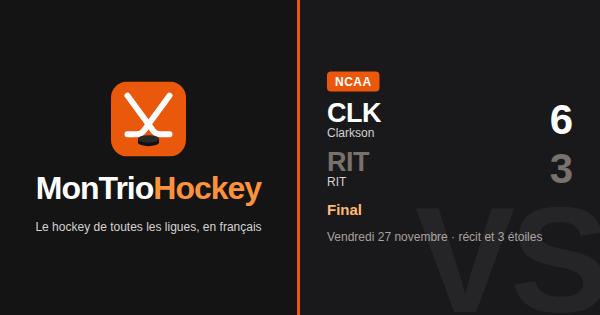 MonTrioHockey
Le hockey de toutes les ligues, en français
NCAA
CLK
6
Clarkson
RIT
3
RIT
Final
Vendredi 27 novembre · récit et 3 étoiles
VS